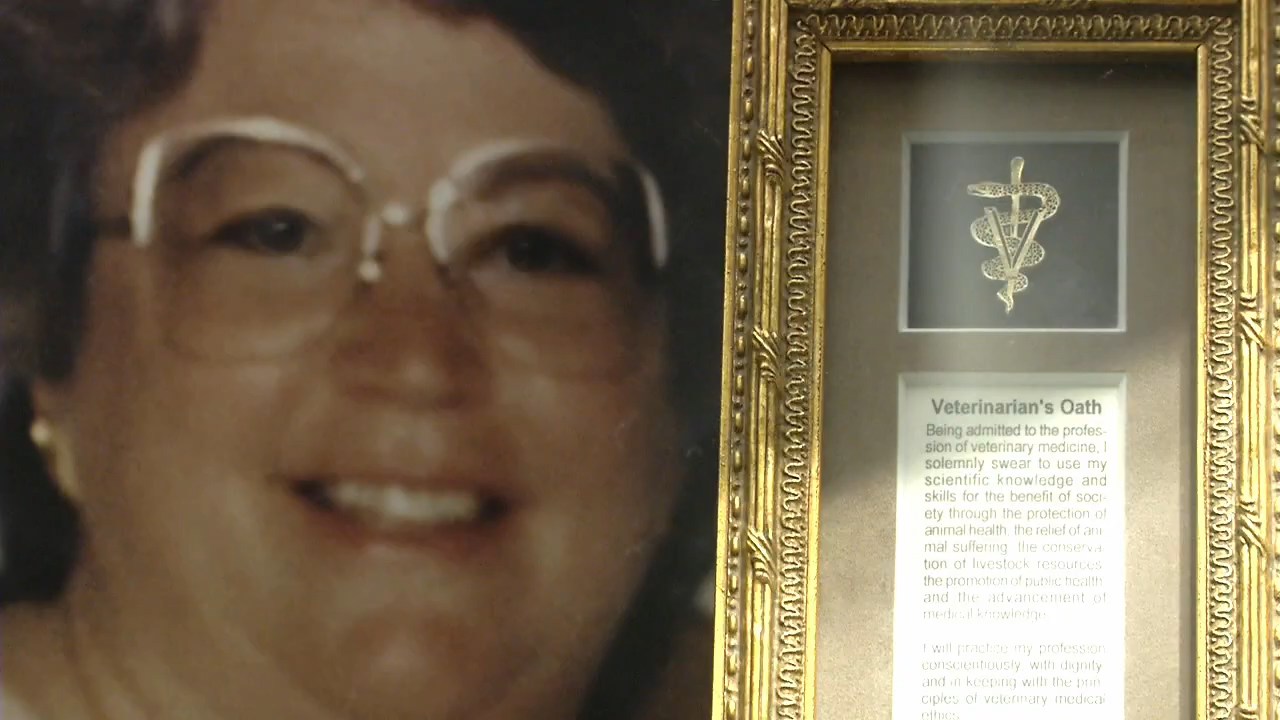 Veterinarian's Oath
Being admitted to the profes-
sion of veterinary medicine, I
solemnly swear to use my
scientific knowledge and
skills for the benefit of soci-
ety through the protection of
animal health, the relief of ani-
mal suffering, the conserva-
tion of livestock resources,
the promotion of public health
and the advancement of
medical knowledge.
I will practice my profession
conscientiously, with dignity
and in keeping with the prin-
ciples of veterinary medical
ethics.